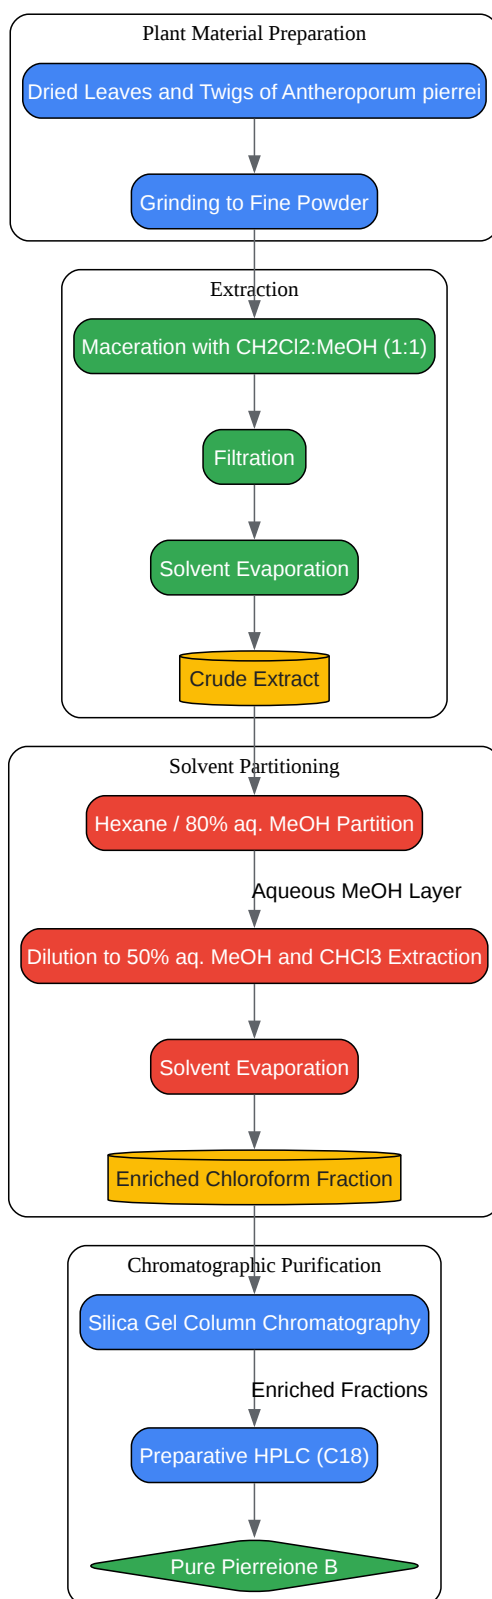 Plant Material Preparation
Dried Leaves and Twigs of Antheroporum pierrei
Grinding to Fine Powder
Extraction
Maceration with CH2Cl2:MeOH (1:1)
Filtration
Solvent Evaporation
Crude Extract
Solvent Partitioning
Hexane / 80% aq. MeOH Partition
Aqueous MeOH Layer
Dilution to 50% aq. MeOH and CHCl3 Extraction
Solvent Evaporation
Enriched Chloroform Fraction
Chromatographic Purification
Silica Gel Column Chromatography
Enriched Fractions
Preparative HPLC (C18)
Pure Pierreione B